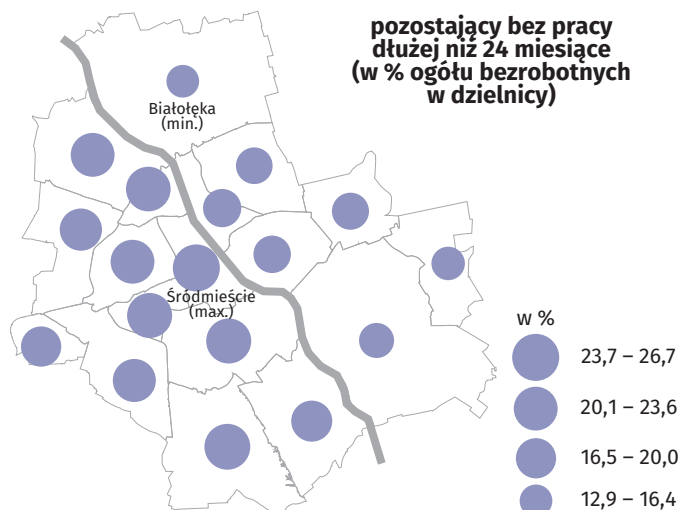 pozostający bez pracy
dłużej niż 24 miesiące
(w % ogółu bezrobotnych
w dzielnicy)
Białołęka
(min.)
Śródmieście
(max.)
w %
23,7 – 26,7
20,1 – 23,6
16,5 – 20,0
12,9 – 16,4